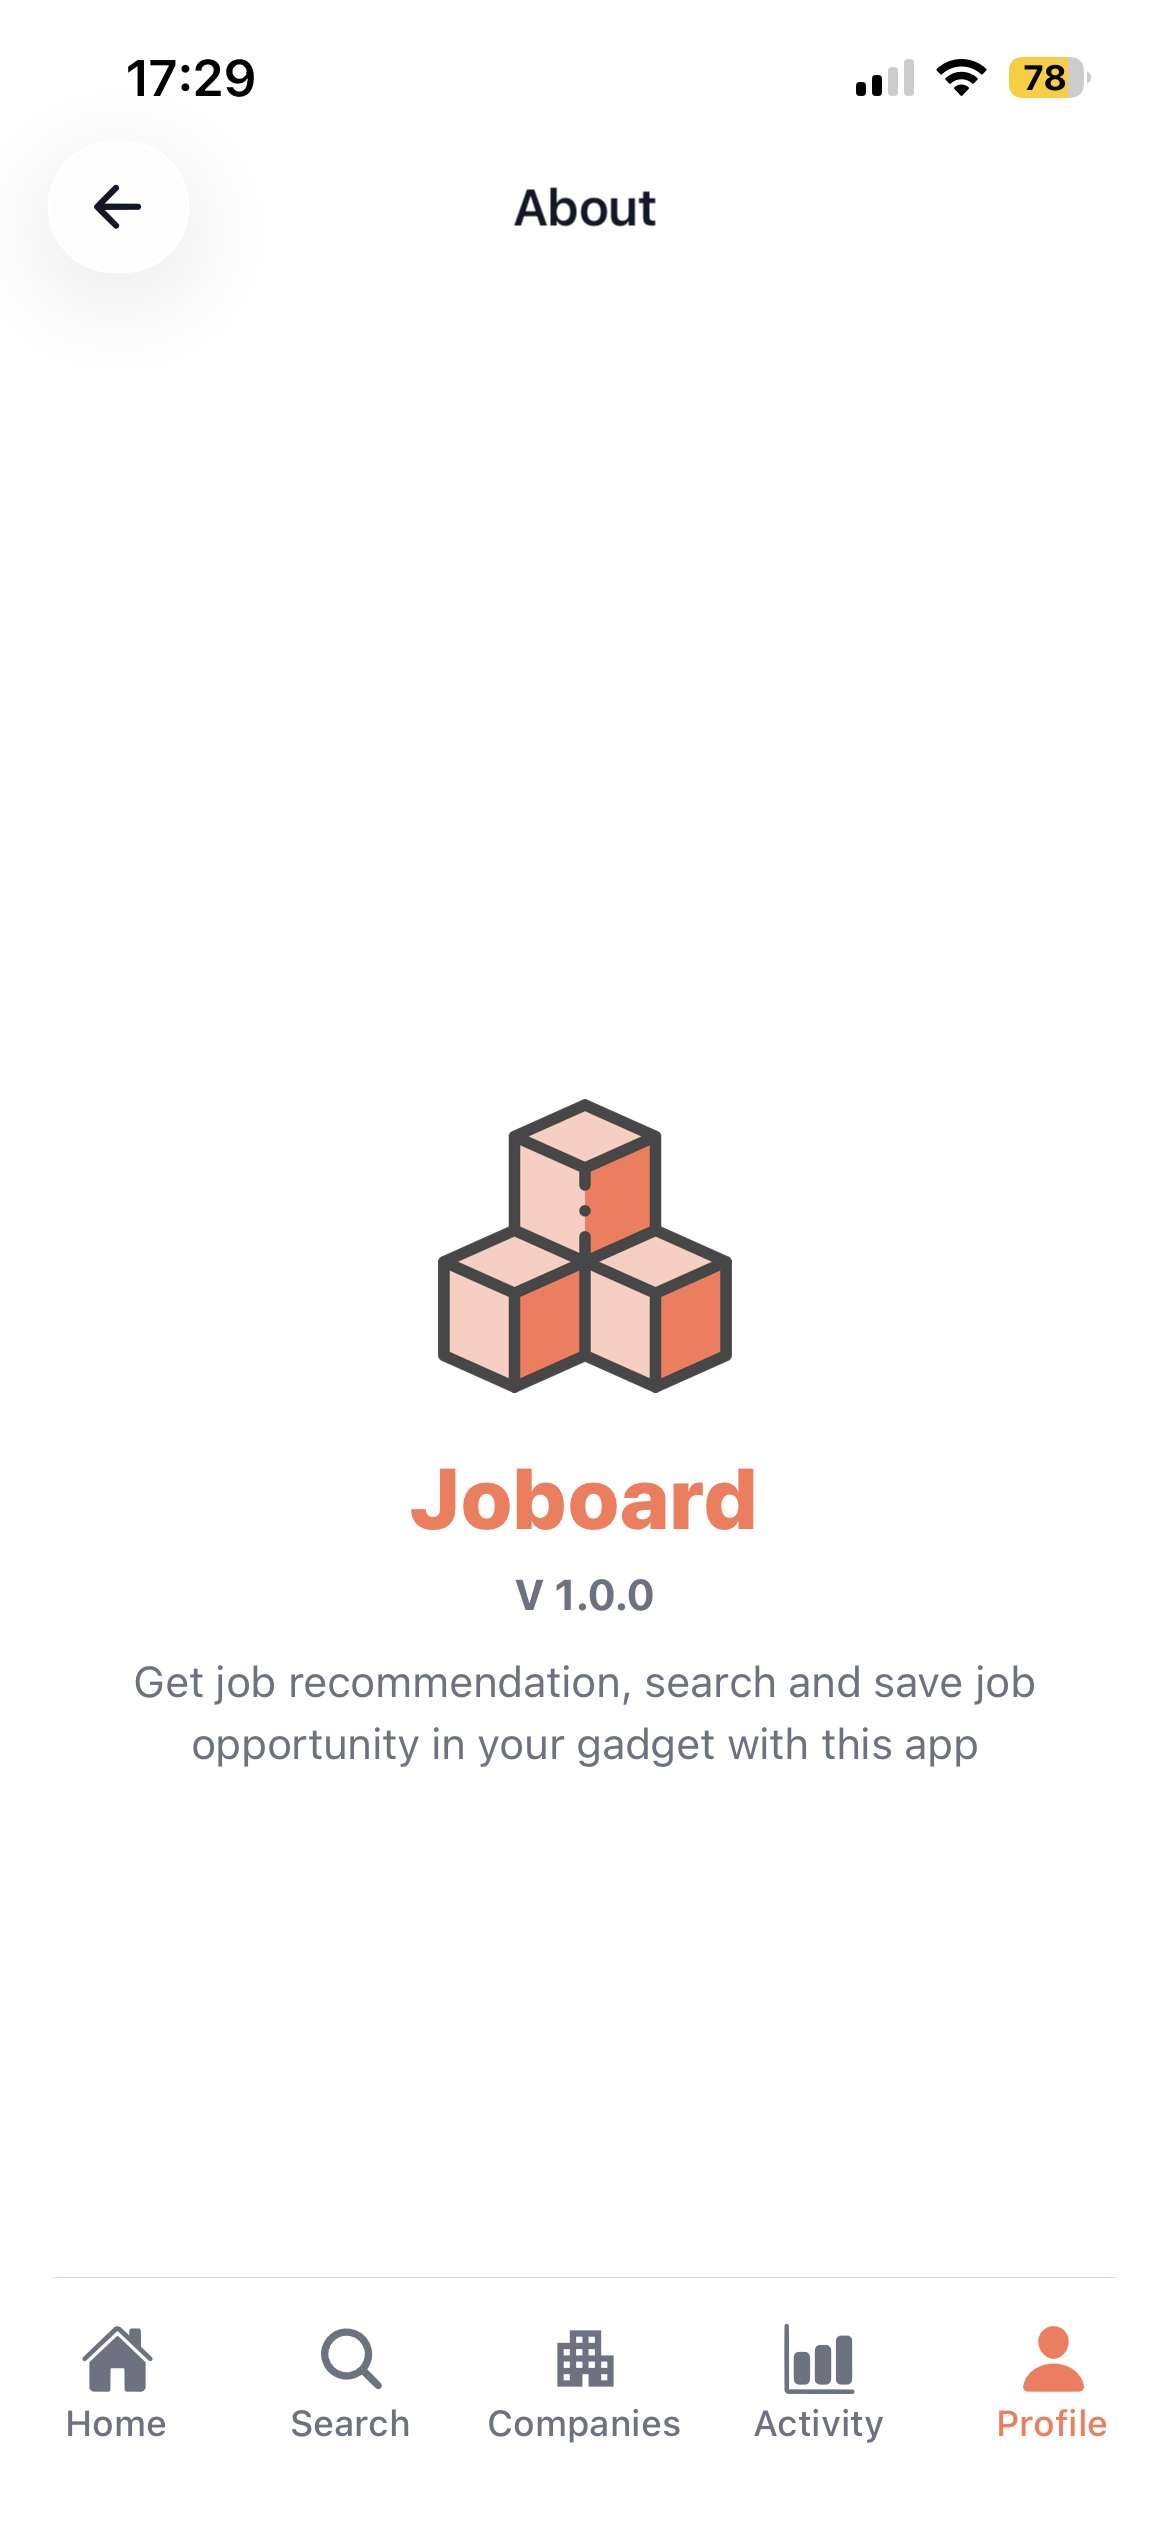 17:29
78
About
Joboard
V 1.0.0
Get job recommendation, search and save job
opportunity in your gadget with this app
Home
Search
Companies
Activity
Profile